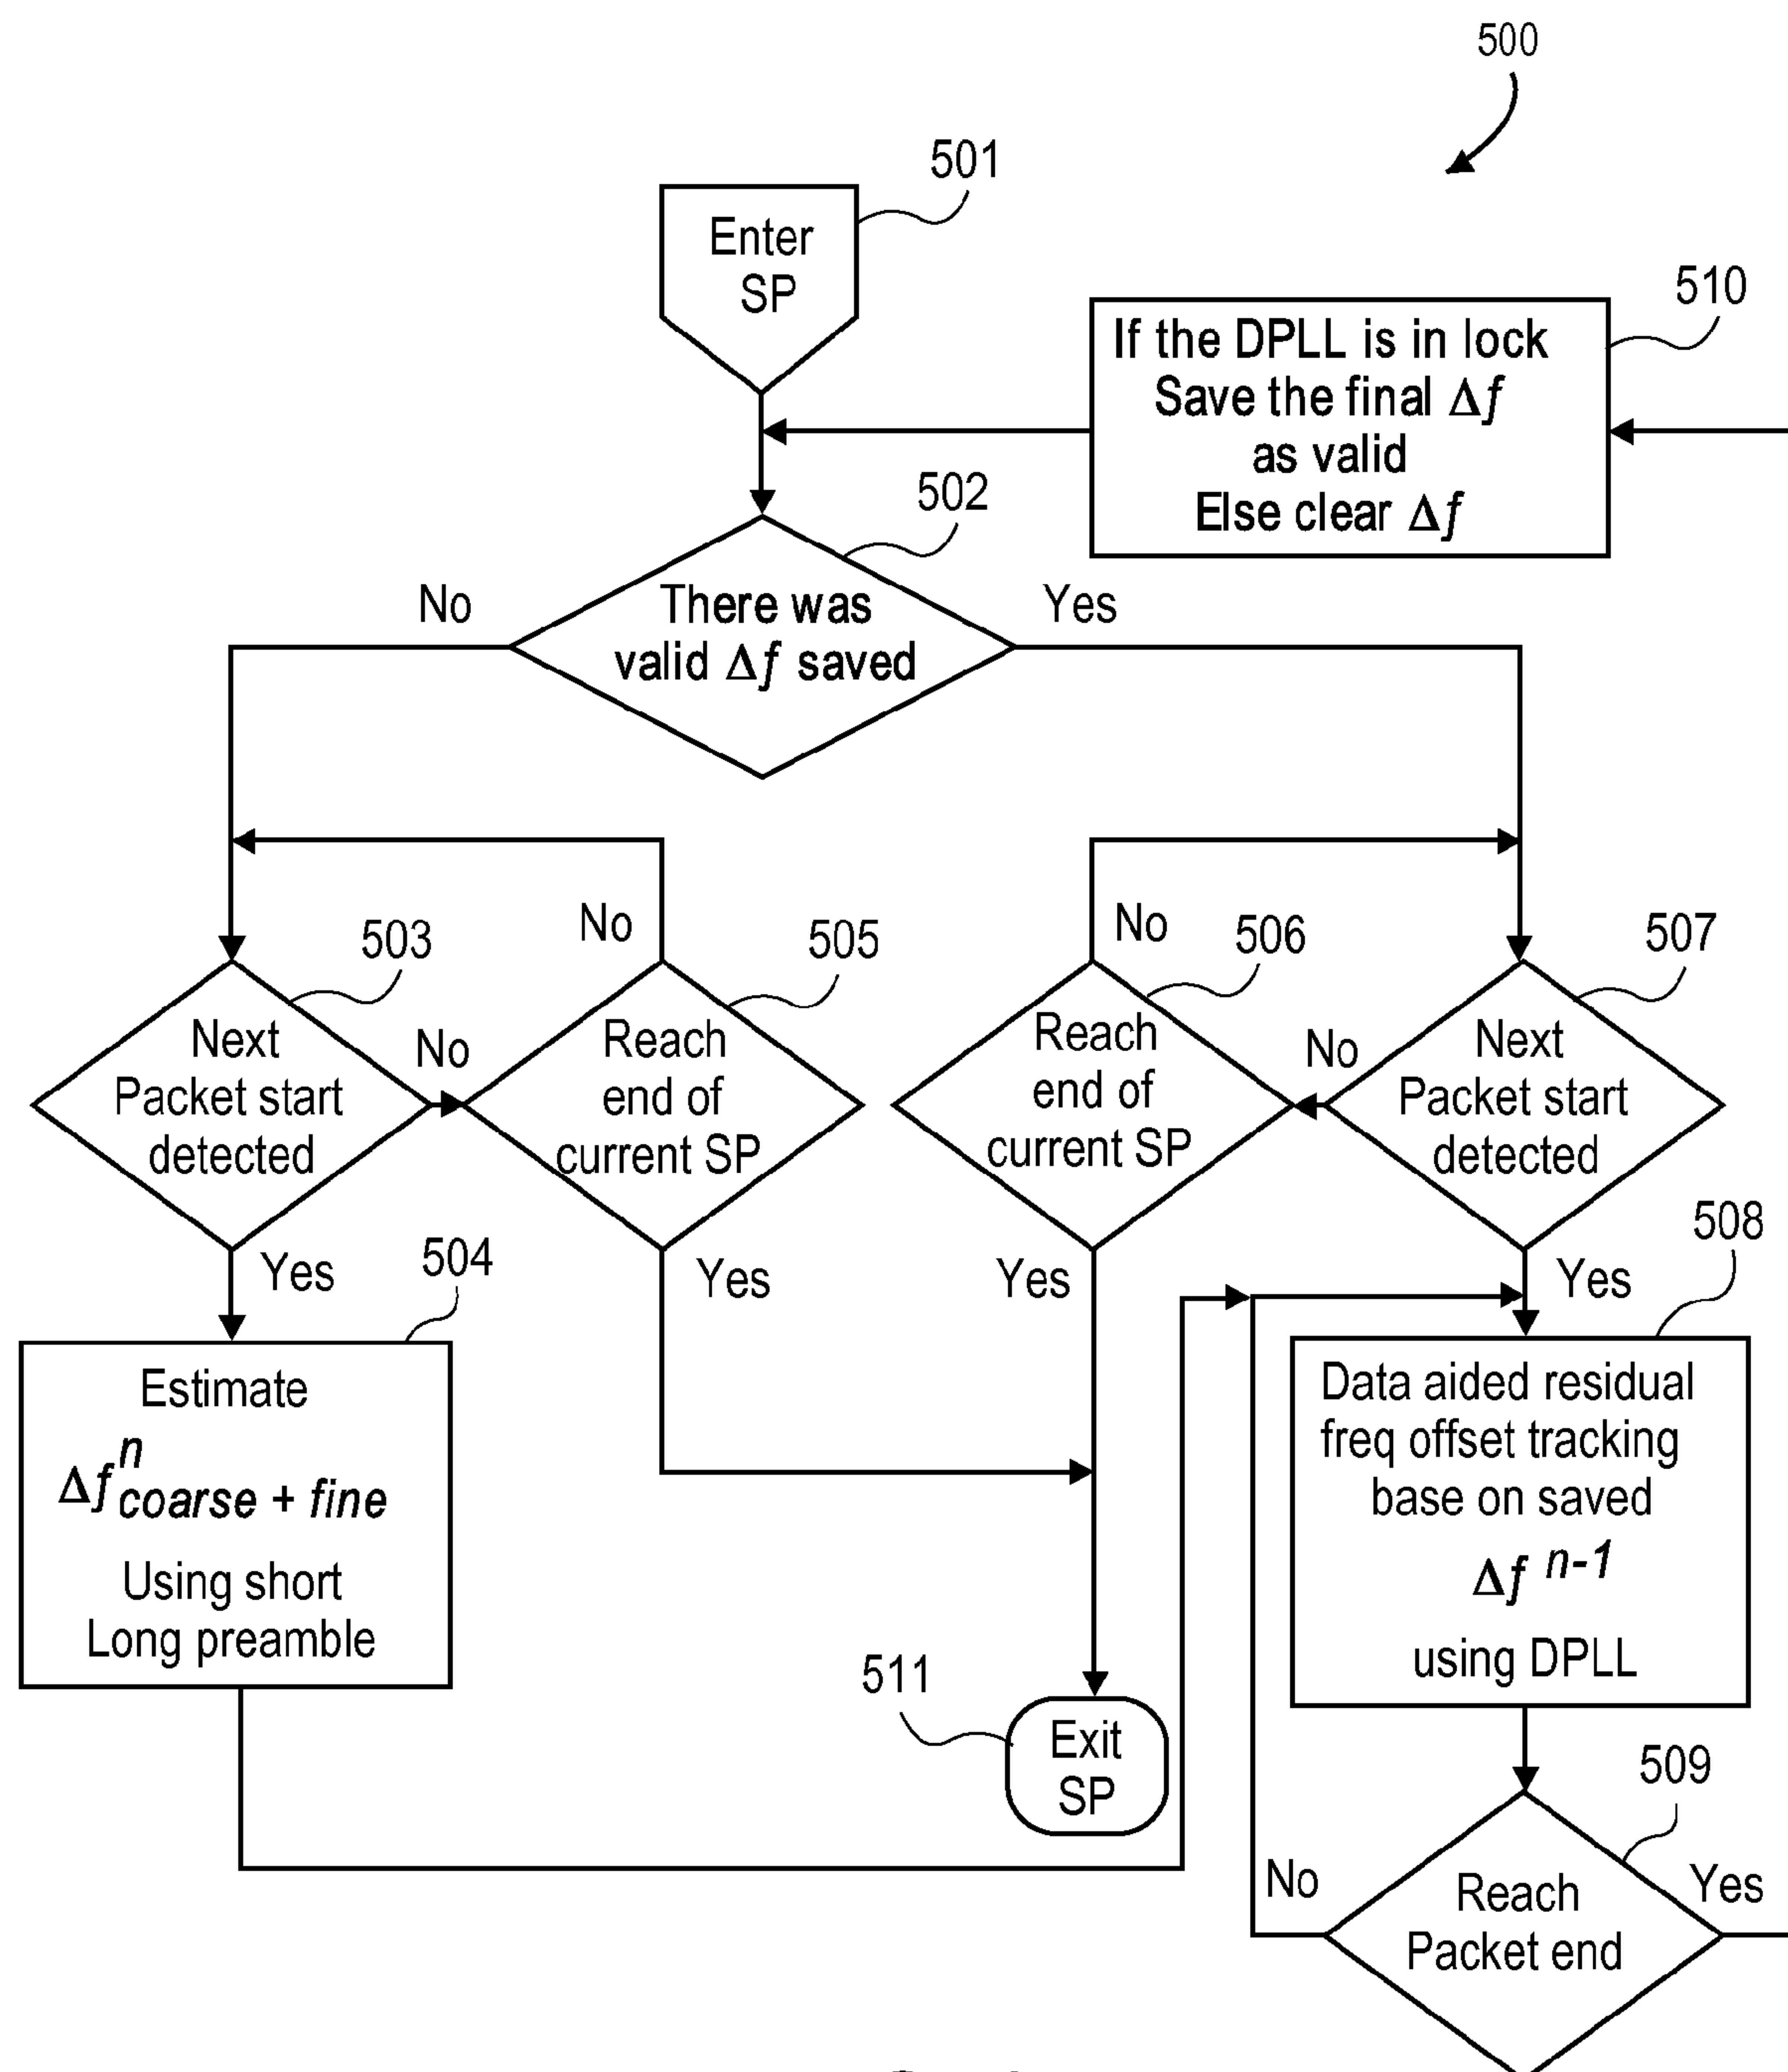 500
501
Enter
SP
510
If the DPLL is in lock
Save the final Δf
as valid
Else clear Δf
502
No
There was
valid Δf saved
Yes
503
Next
Packet start
detected
No
Yes
505
No
Reach
end of
current SP
Yes
506
No
Reach
end of
current SP
Yes
507
No
Next
Packet start
detected
Yes
504
Estimate
Δf n coarse + fine
Using short
Long preamble
508
Data aided residual
freq offset tracking
base on saved
Δf n-1
using DPLL
511
Exit
SP
509
No
Reach
Packet end
Yes